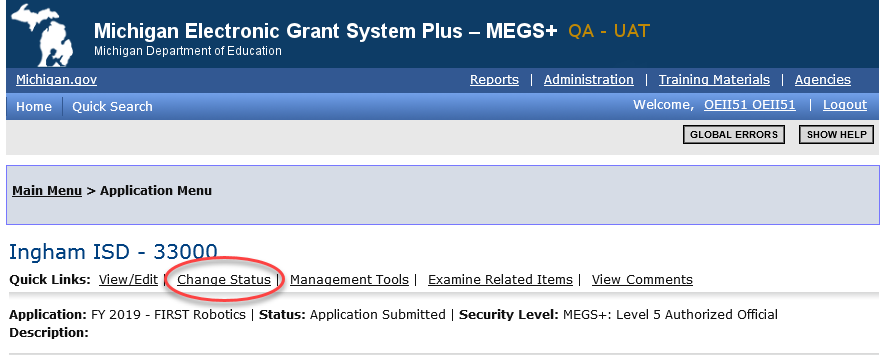 Michigan Electronic Grant System Plus – MEGS+ QA - UAT
Michigan Department of Education
Michigan.gov Reports | Administration | Training Materials | Agencies
Home Quick Search Welcome, OEII51 OEII51 | Logout
GLOBAL ERRORS SHOW HELP
Main Menu > Application Menu
Ingham ISD - 33000
Quick Links: View/Edit | Change Status | Management Tools | Examine Related Items | View Comments
Application: FY 2019 - FIRST Robotics | Status: Application Submitted | Security Level: MEGS+: Level 5 Authorized Official
Description: